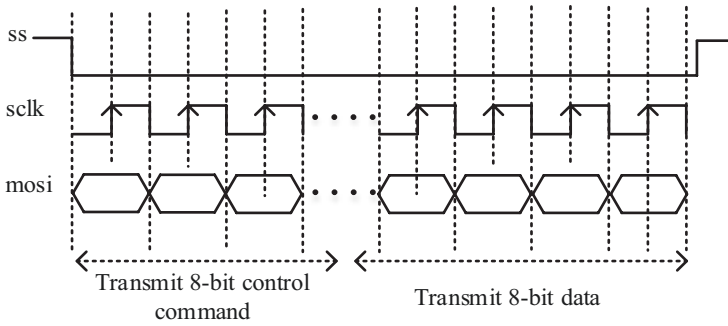 ss
sclk
mosi
Transmit 8-bit control
command
Transmit 8-bit data